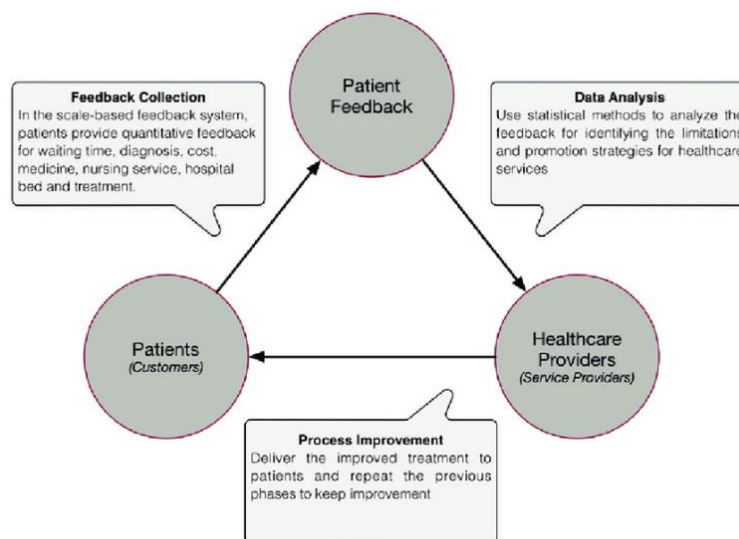 Patient
Feedback
Feedback Collection
In the scale-based feedback system,
patients provide quantitative feedback
for waiting time, diagnosis, cost,
medicine, nursing service, hospital
bed and treatment.
Data Analysis
Use statistical methods to analyze the
feedback for identifying the limitations
and promotion strategies for healthcare
services
Patients
(Customers)
Healthcare
Providers
(Service Providers)
Process Improvement
Deliver the improved treatment to
patients and repeat the previous
phases to keep improvement